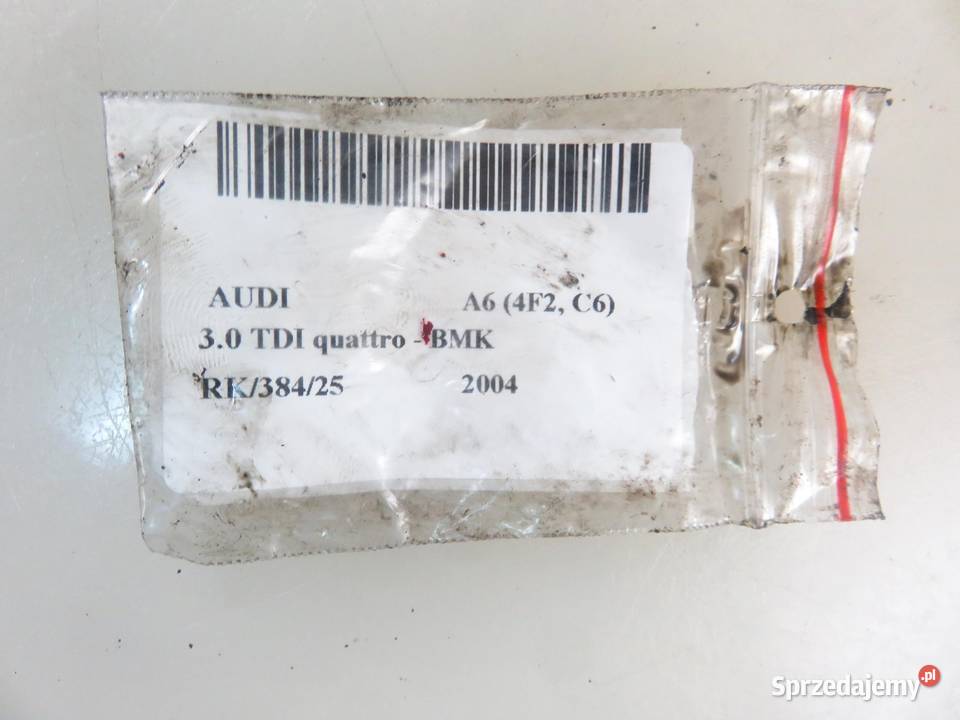 AUDI A6 (4F2, C6)
3.0 TDI quattro - BMK
RK/384/25 2004
Sprzedajemy.pl